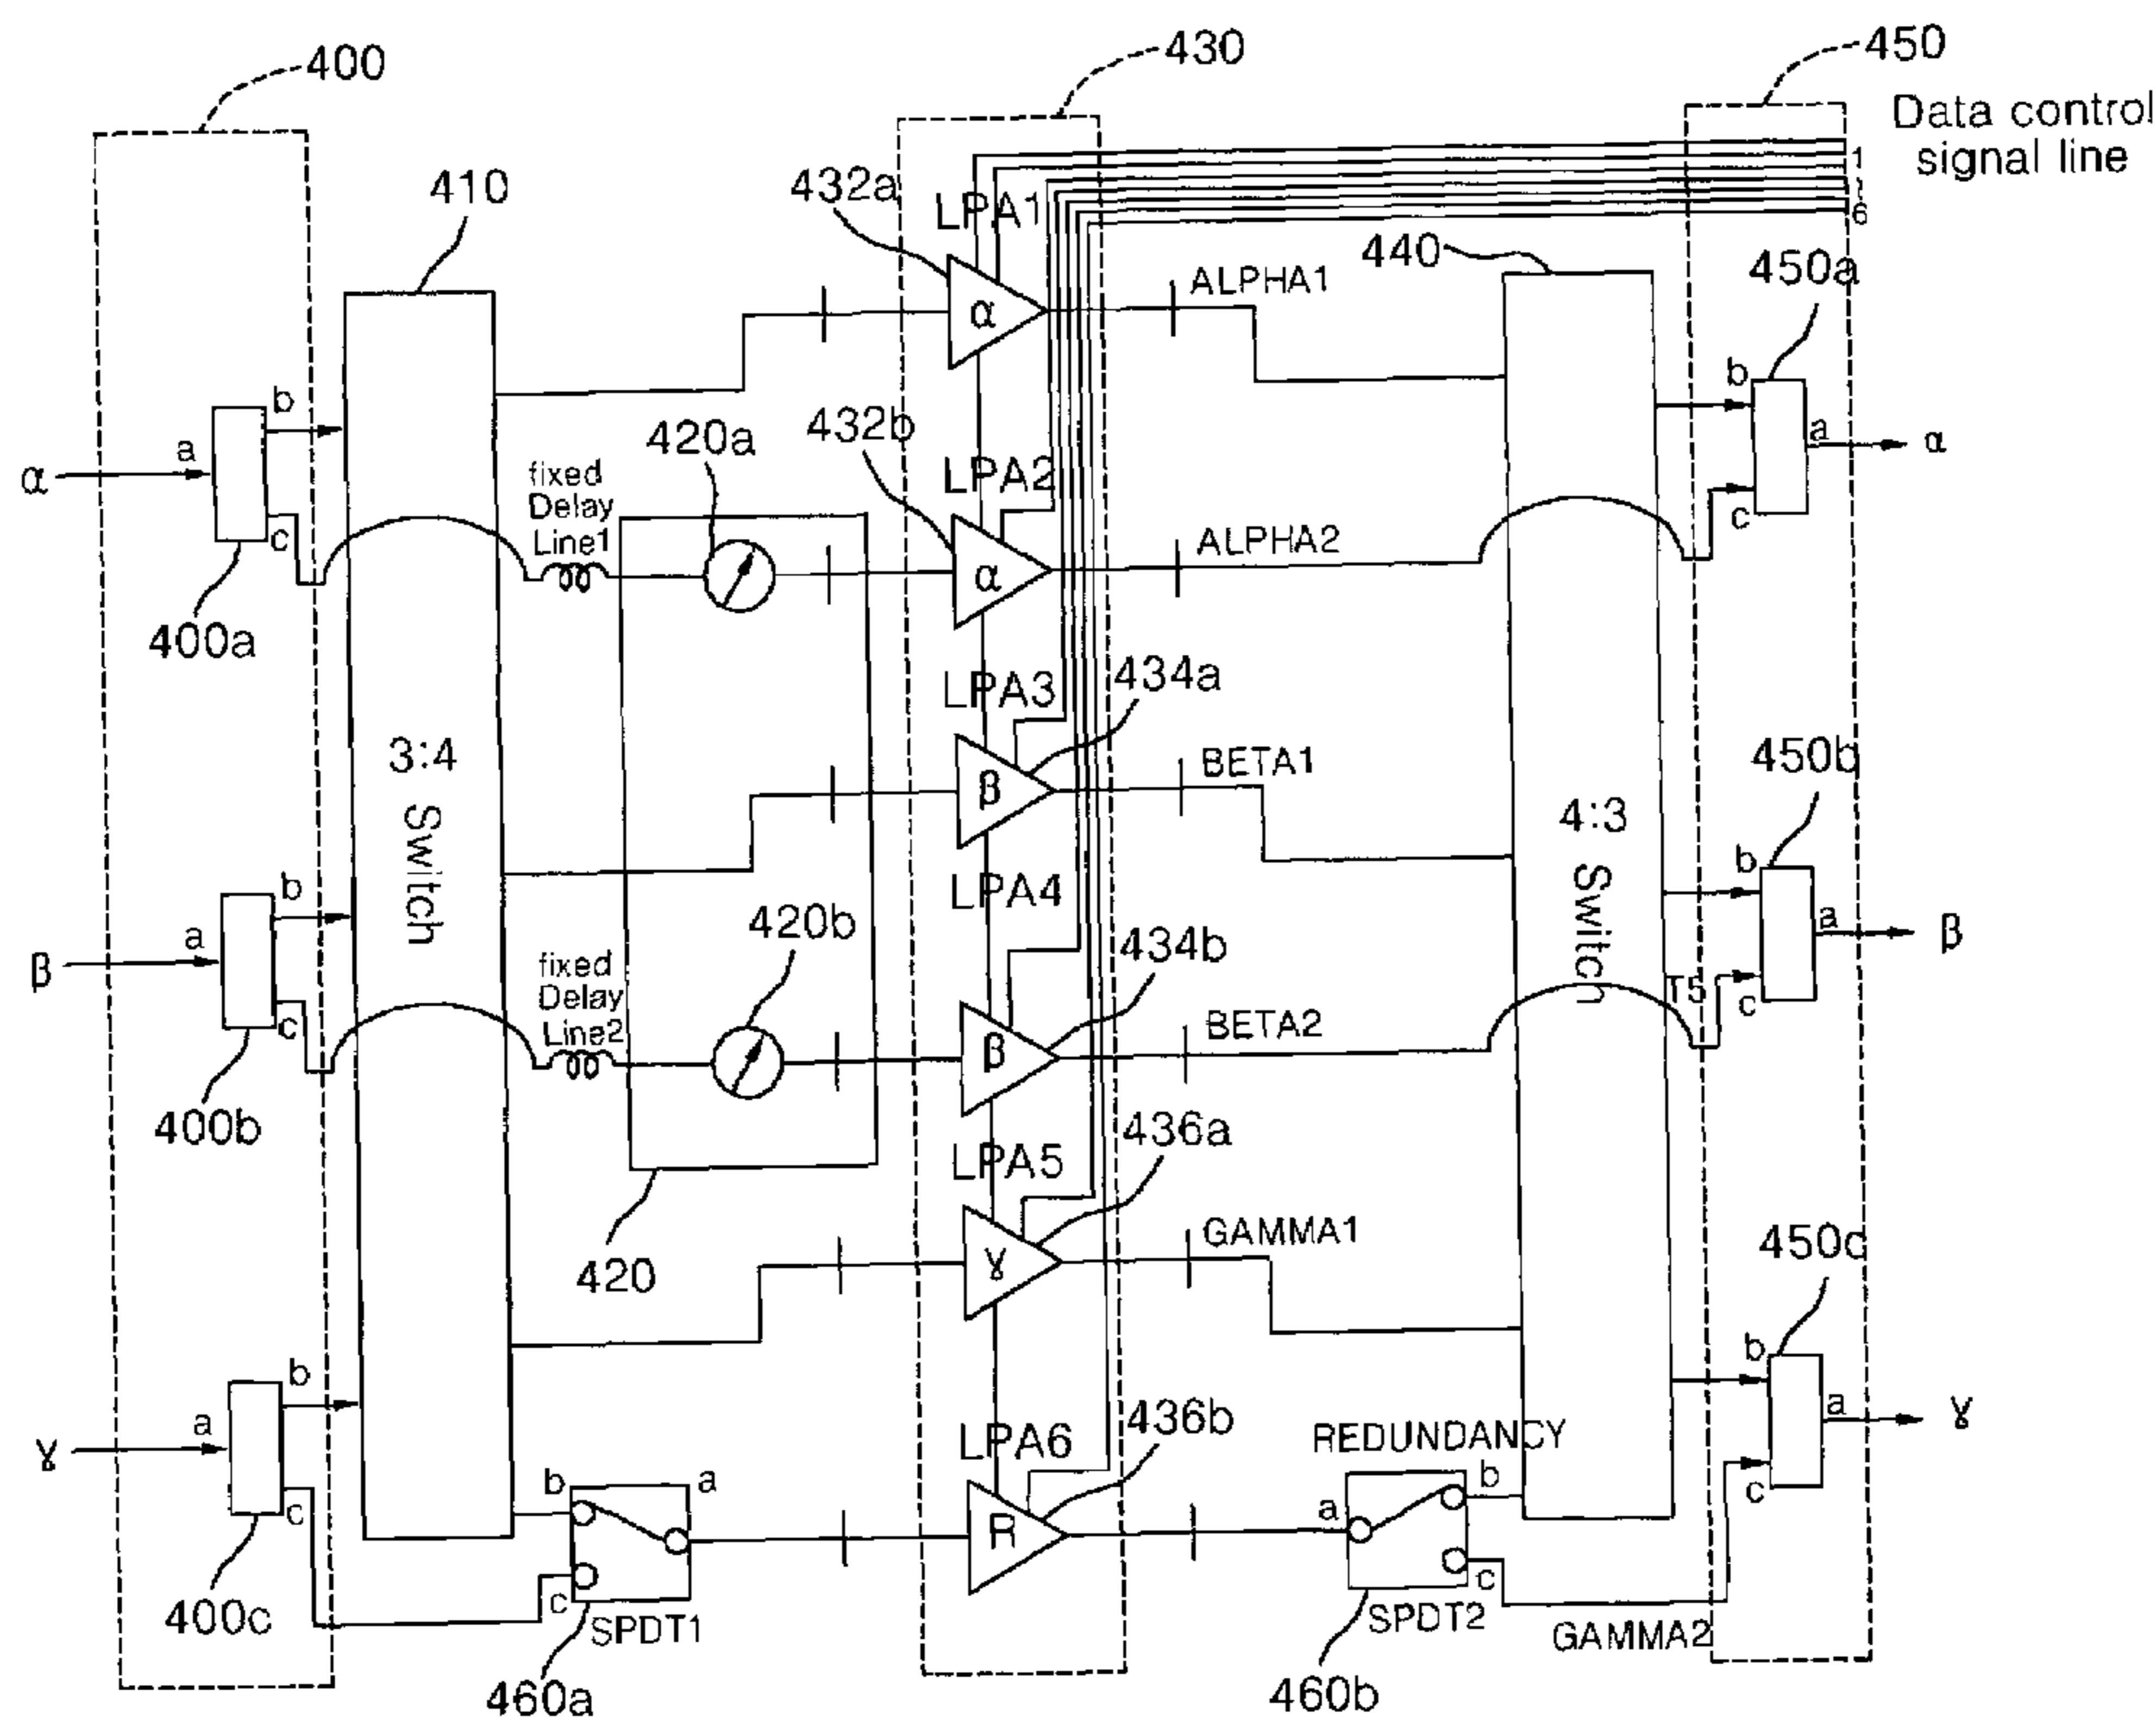 400
430
450
Data control
signal line
1
1
1
6
410
432a
LPA1
440
450a
ALPHA1
α
b
a
α
c
400a
432b
420a
fixed
Delay
Line1
LPA2
α
ALPHA2
b
a
α
c
3:4
Switch
LPA3
434a
β
BETA1
4:3
Switch
450b
b
a
β
c
400b
420b
fixed
Delay
Line2
LPA4
434b
β
BETA2
T5
b
a
β
c
420
LPA5
436a
γ
GAMMA1
450c
b
a
γ
c
400c
b
a
c
SPDT1
460a
LPA6
436b
R
REDUNDANCY
a
b
c
SPDT2
460b
GAMMA2
b
a
γ
c